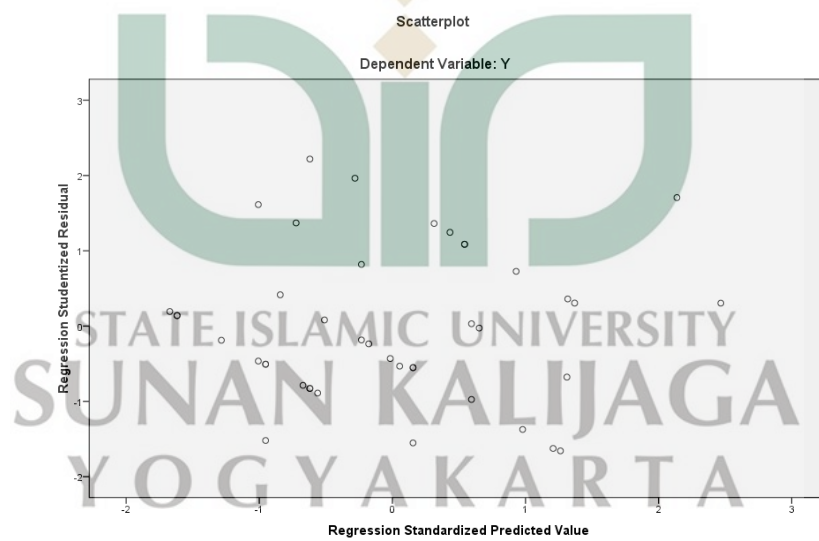 Scatterplot
Dependent Variable: Y
Regression Studentized Residual
3
2
1
0
-1
-2
-2
-1
0
1
2
3
Regression Standardized Predicted Value
STATE ISLAMIC UNIVERSITY
SUNAN KALIJAGA
YOGYAKARTA